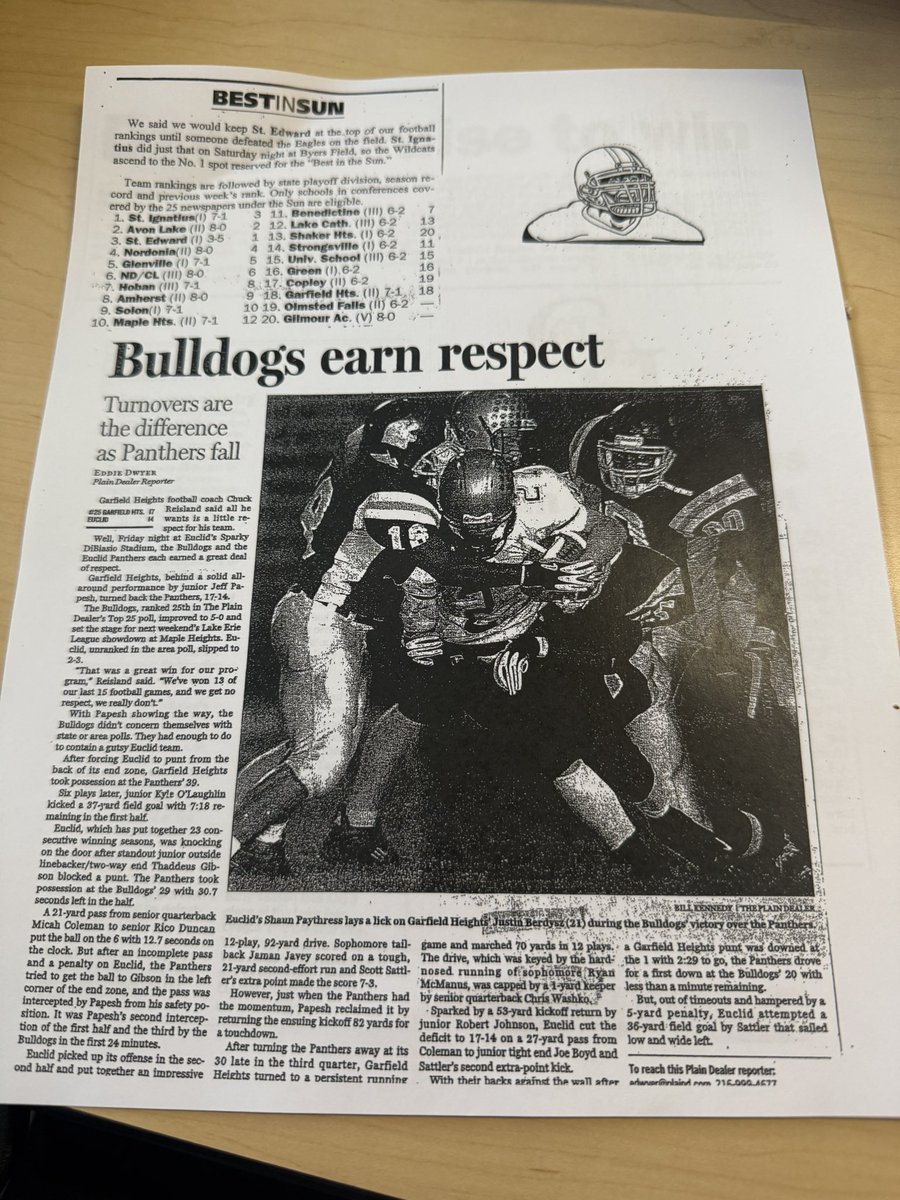 BESTINSUN
We said we would keep St. Edward at the top of our football
rankings until someone defeated the Eagles on the field. St. Igna-
tius did just that on Saturday night at Byers Field, so the Wildcats
ascend to the No. 1 spot reserved for the "Best in the Sun."
Team rankings are followed by state playoff division, season re-
cord and previous week's rank. Only schools in conferences cov-
ered by the 25 newspapers under the Sun are eligible.
1. St. Ignatius(I) 7-1 3
2. Avon Lake (II) 8-0 2
3. St. Edward (I) 3-5 1
4. Nordonia(II) 8-0 4
5. Glenville (I) 7-1 5
6. ND/CL (III) 8-0 6
7. Hoban (III) 7-1 8
8. Amherst (II) 8-0 9
9. Solon(I) 7-1 10
10. Maple Hts. (II) 7-1 12
11. Benedictine (III) 6-2 7
12. Lake Cath. (III) 6-2 13
13. Shaker Hts. (I) 6-2 20
14. Strongsville (I) 6-2 11
15. Univ. School (III) 6-2 15
16. Green (I) 6-2 16
17. Copley (II) 6-2 19
18. Garfield Hts. (II) 7-1 18
19. Olmsted Falls (II) 6-2 —
20. Gilmour Ac. (V) 8-0 —
Bulldogs earn respect
Turnovers are
the difference
as Panthers fall
EDDIE DWYER
Plain Dealer Reporter
Garfield Heights football coach Chuck
#25 GARFIELD HTS. 17
EUCLID 14
Reisland said all he
wants is a little re-
spect for his team.
Well, Friday night at Euclid's Sparky
DiBiasio Stadium, the Bulldogs and the
Euclid Panthers each earned a great deal
of respect.
Garfield Heights, behind a solid all-
around performance by junior Jeff Pa-
pesh, turned back the Panthers, 17-14.
The Bulldogs, ranked 25th in The Plain
Dealer's Top 25 poll, improved to 5-0 and
set the stage for next weekend's Lake Erie
League showdown at Maple Heights. Eu-
clid, unranked in the area poll, slipped to
2-3.
"That was a great win for our pro-
gram," Reisland said. "We've won 13 of
our last 15 football games, and we get no
respect, we really don't."
With Papesh showing the way, the
Bulldogs didn't concern themselves with
state or area polls. They had enough to do
to contain a gutsy Euclid team.
After forcing Euclid to punt from the
back of its end zone, Garfield Heights
took possession at the Panthers' 39.
Six plays later, junior Kyle O'Laughlin
kicked a 37-yard field goal with 7:18 re-
maining in the first half.
Euclid, which has put together 23 con-
secutive winning seasons, was knocking
on the door after standout junior outside
linebacker/two-way end Thaddeus Gib-
son blocked a punt. The Panthers took
possession at the Bulldogs' 29 with 30.7
seconds left in the half.
A 21-yard pass from senior quarterback
Micah Coleman to senior Rico Duncan
put the ball on the 6 with 12.7 seconds on
the clock. But after an incomplete pass
and a penalty on Euclid, the Panthers
tried to get the ball to Gibson in the left
corner of the end zone, and the pass was
intercepted by Papesh from his safety po-
sition. It was Papesh's second intercep-
tion of the first half and the third by the
Bulldogs in the first 24 minutes.
Euclid picked up its offense in the sec-
ond half and put together an impressive
BILL KENNEDY | THE PLAIN DEALER
Euclid's Shaun Paythress lays a lick on Garfield Heights' Justin Berdysz (21) during the Bulldogs' victory over the Panthers.
12-play, 92-yard drive. Sophomore tail-
back Jaman Javey scored on a tough,
21-yard second-effort run and Scott Sattl-
er's extra point made the score 7-3.
However, just when the Panthers had
the momentum, Papesh reclaimed it by
returning the ensuing kickoff 82 yards for
a touchdown.
After turning the Panthers away at its
30 late in the third quarter, Garfield
Heights turned to a persistent running
game and marched 70 yards in 12 plays.
The drive, which was keyed by the hard-
nosed running of sophomore Ryan
McManus, was capped by a 1-yard keeper
by senior quarterback Chris Washko.
Sparked by a 53-yard kickoff return by
junior Robert Johnson, Euclid cut the
deficit to 17-14 on a 27-yard pass from
Coleman to junior tight end Joe Boyd and
Sattler's second extra-point kick.
With their backs against the wall after
a Garfield Heights punt was downed at
the 1 with 2:29 to go, the Panthers drove
for a first down at the Bulldogs' 20 with
less than a minute remaining.
But, out of timeouts and hampered by a
5-yard penalty, Euclid attempted a
36-yard field goal by Sattler that sailed
low and wide left.
To reach this Plain Dealer reporter:
edwyer@plaind.com, 216-999-4677